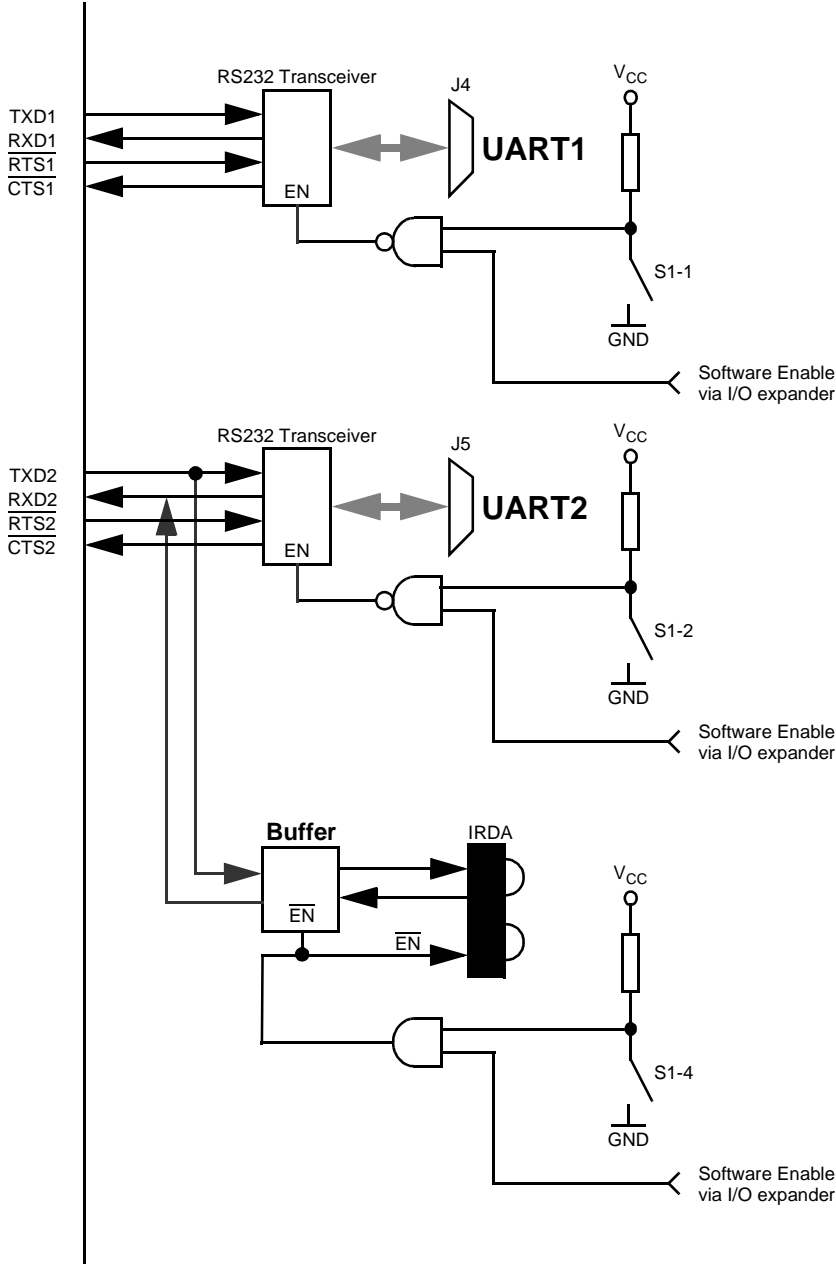 RS232 Transceiver
J4
VCC
TXD1
RXD1
RTS1
CTS1
UART1
EN
S1-1
GND
Software Enable
via I/O expander
RS232 Transceiver
J5
VCC
TXD2
RXD2
RTS2
CTS2
UART2
EN
S1-2
GND
Software Enable
via I/O expander
Buffer
IRDA
VCC
EN
EN
S1-4
GND
Software Enable
via I/O expander